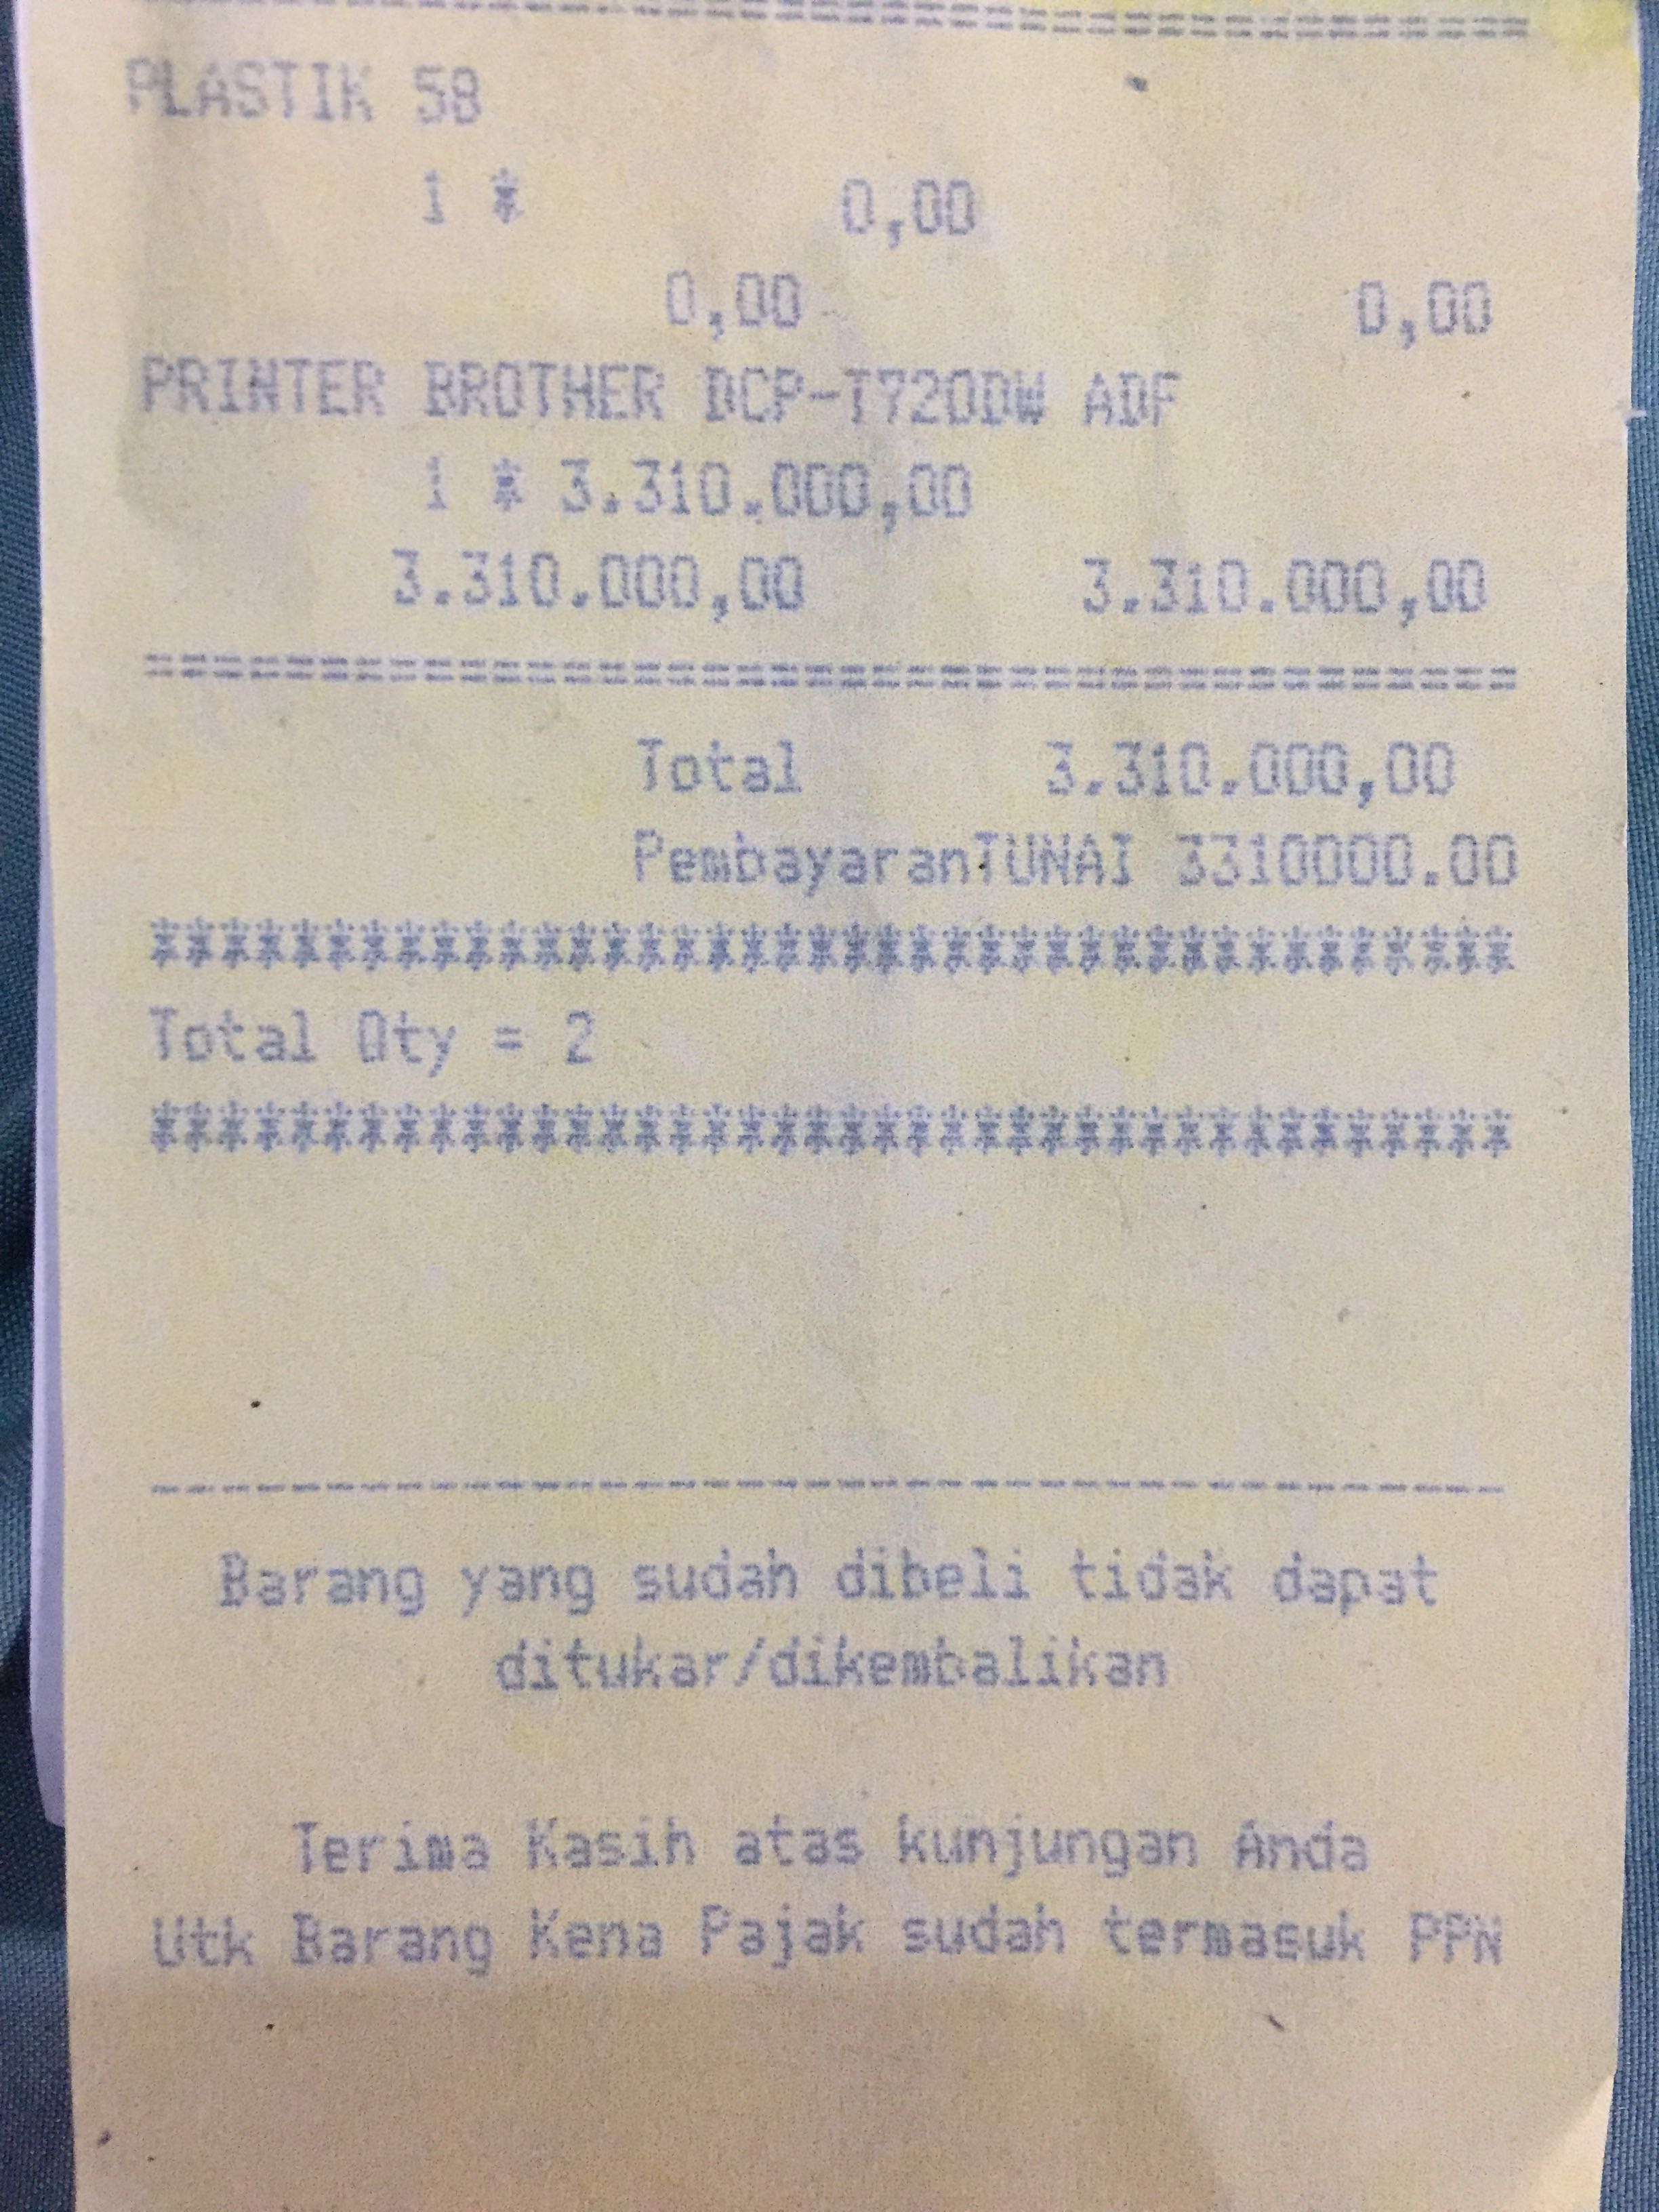 ================================
PLASTIK 58
1 * 0,00
0,00 0,00
PRINTER BROTHER DCP-T720DW ADF
1 * 3.310.000,00
3.310.000,00 3.310.000,00
========================================
Total 3.310.000,00
PembayaranTUNAI 3310000.00
****************************************
Total Qty = 2
****************************************
----------------------------------------
Barang yang sudah dibeli tidak dapat
ditukar/dikembalikan
Terima Kasih atas kunjungan Anda
Utk Barang Kena Pajak sudah termasuk PPN